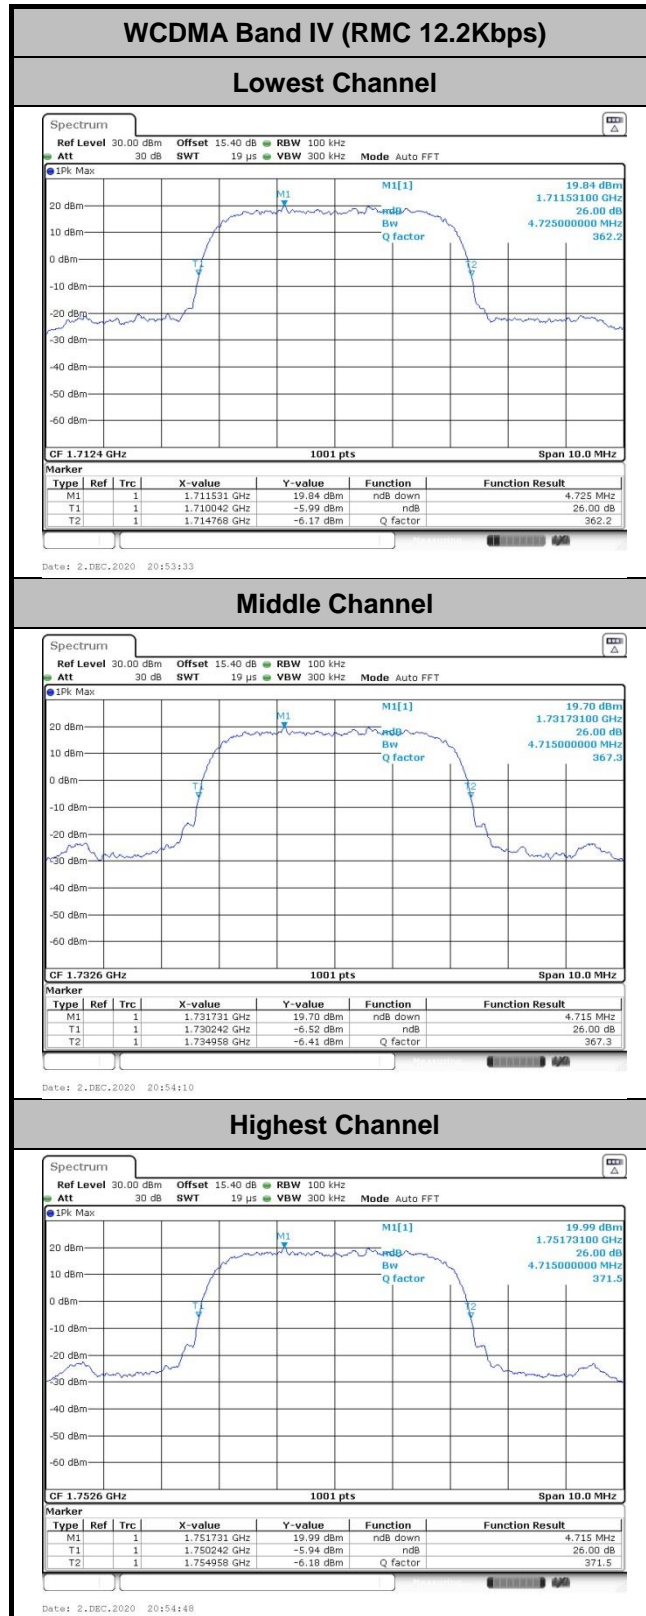 WCDMA Band IV (RMC 12.2Kbps)
Lowest Channel
Spectrum
Ref Level 30.00 dBm Offset 15.40 dB RBW 100 kHz
Att 30 dB SWT 19 µs VBW 300 kHz Mode Auto FFT
1Pk Max
M1[1] 19.84 dBm
1.71153100 GHz
ndB 26.00 dB
Bw 4.725000000 MHz
Q factor 362.2
M1
T1
T2
20 dBm
10 dBm
0 dBm
-10 dBm
-20 dBm
-30 dBm
-40 dBm
-50 dBm
-60 dBm
CF 1.7124 GHz 1001 pts Span 10.0 MHz
Marker
Type Ref Trc X-value Y-value Function Function Result
M1 1 1.711531 GHz 19.84 dBm ndB down 4.725 MHz
T1 1 1.710042 GHz -5.99 dBm ndB 26.00 dB
T2 1 1.714768 GHz -6.17 dBm Q factor 362.2
Date: 2.DEC.2020 20:53:33
Middle Channel
Spectrum
Ref Level 30.00 dBm Offset 15.40 dB RBW 100 kHz
Att 30 dB SWT 19 µs VBW 300 kHz Mode Auto FFT
1Pk Max
M1[1] 19.70 dBm
1.73173100 GHz
ndB 26.00 dB
Bw 4.715000000 MHz
Q factor 367.3
M1
T1
T2
20 dBm
10 dBm
0 dBm
-10 dBm
-20 dBm
-30 dBm
-40 dBm
-50 dBm
-60 dBm
CF 1.7326 GHz 1001 pts Span 10.0 MHz
Marker
Type Ref Trc X-value Y-value Function Function Result
M1 1 1.731731 GHz 19.70 dBm ndB down 4.715 MHz
T1 1 1.730242 GHz -6.52 dBm ndB 26.00 dB
T2 1 1.734958 GHz -6.41 dBm Q factor 367.3
Date: 2.DEC.2020 20:54:10
Highest Channel
Spectrum
Ref Level 30.00 dBm Offset 15.40 dB RBW 100 kHz
Att 30 dB SWT 19 µs VBW 300 kHz Mode Auto FFT
1Pk Max
M1[1] 19.99 dBm
1.75173100 GHz
ndB 26.00 dB
Bw 4.715000000 MHz
Q factor 371.5
M1
T1
T2
20 dBm
10 dBm
0 dBm
-10 dBm
-20 dBm
-30 dBm
-40 dBm
-50 dBm
-60 dBm
CF 1.7526 GHz 1001 pts Span 10.0 MHz
Marker
Type Ref Trc X-value Y-value Function Function Result
M1 1 1.751731 GHz 19.99 dBm ndB down 4.715 MHz
T1 1 1.750242 GHz -5.94 dBm ndB 26.00 dB
T2 1 1.754958 GHz -6.18 dBm Q factor 371.5
Date: 2.DEC.2020 20:54:48